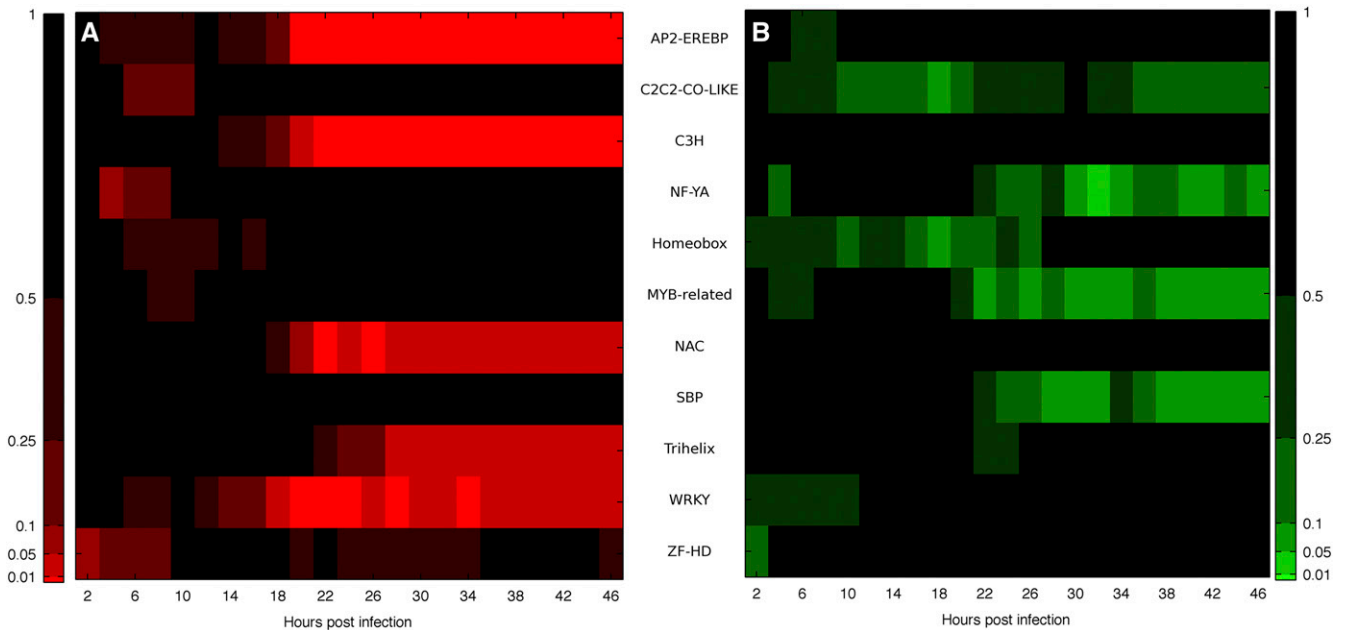 A
B
1
0.5
0.25
0.1
0.05
0.01
AP2-EREBP
C2C2-CO-LIKE
C3H
NF-YA
Homeobox
MYB-related
NAC
SBP
Trihelix
WRKY
ZF-HD
1
0.5
0.25
0.1
0.05
0.01
2 6 10 14 18 22 26 30 34 38 42 46
Hours post infection
2 6 10 14 18 22 26 30 34 38 42 46
Hours post infection